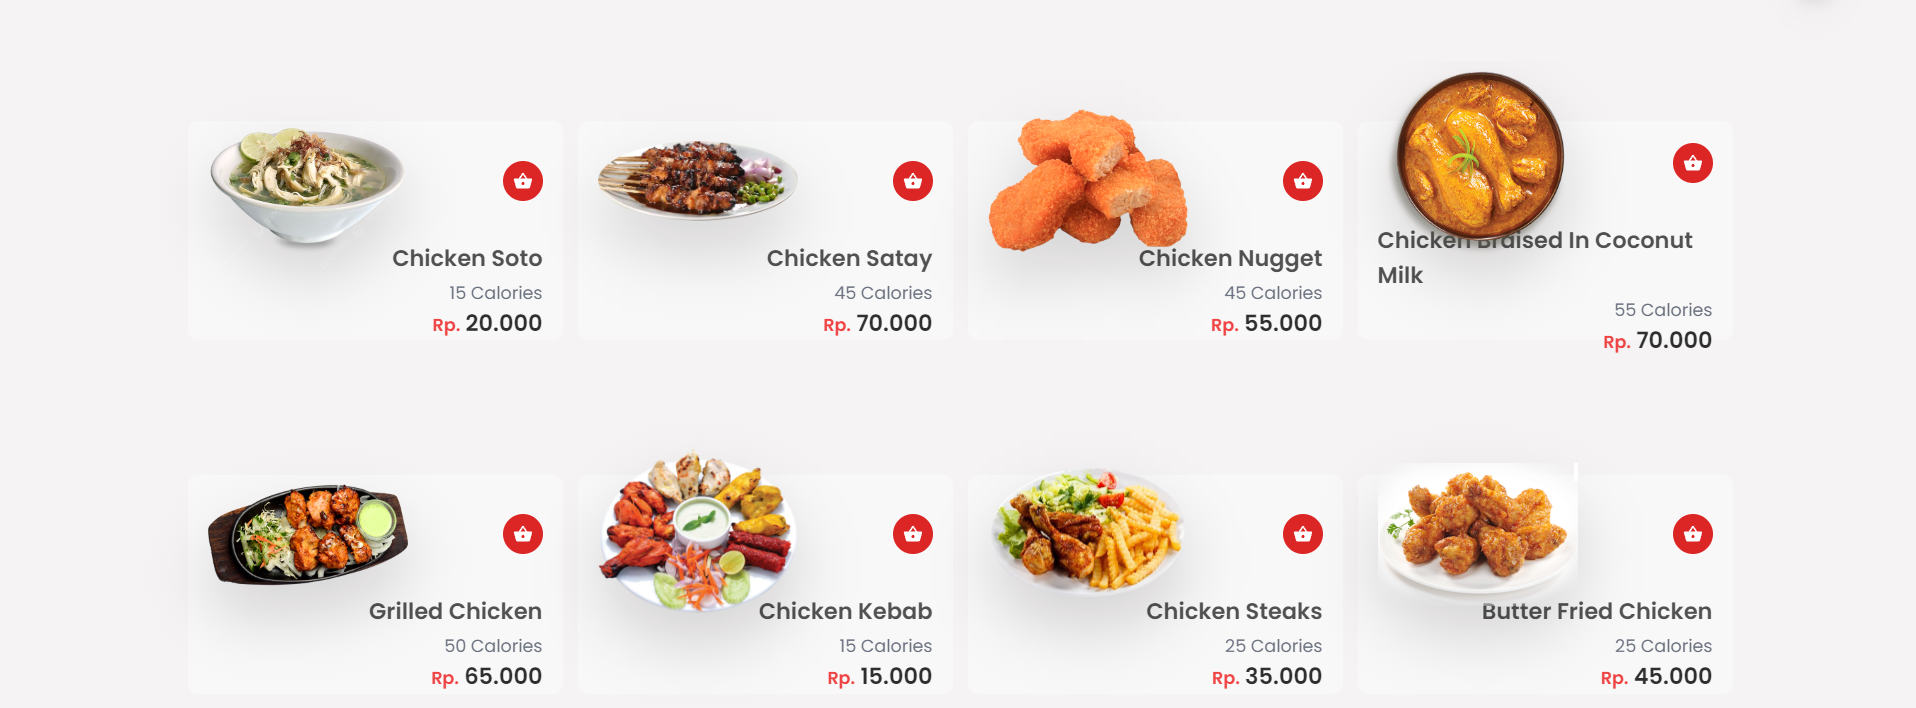 Chicken Soto
15 Calories
Rp. 20.000
Chicken Satay
45 Calories
Rp. 70.000
Chicken Nugget
45 Calories
Rp. 55.000
Chicken Braised In Coconut
Milk
55 Calories
Rp. 70.000
Grilled Chicken
50 Calories
Rp. 65.000
Chicken Kebab
15 Calories
Rp. 15.000
Chicken Steaks
25 Calories
Rp. 35.000
Butter Fried Chicken
25 Calories
Rp. 45.000